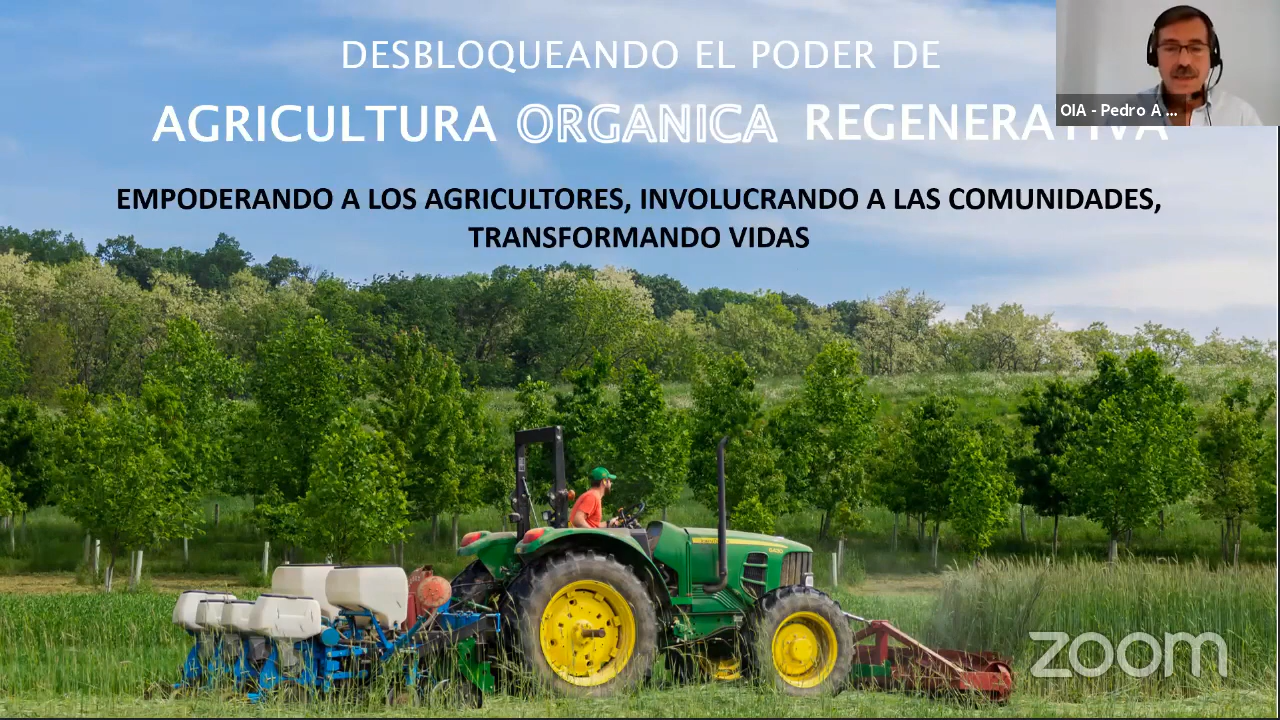 DESBLOQUEANDO EL PODER DE
AGRICULTURA ORGANICA REGENERATIVA
EMPODERANDO A LOS AGRICULTORES, INVOLUCRANDO A LAS COMUNIDADES,
TRANSFORMANDO VIDAS
OIA - Pedro A ...
zoom